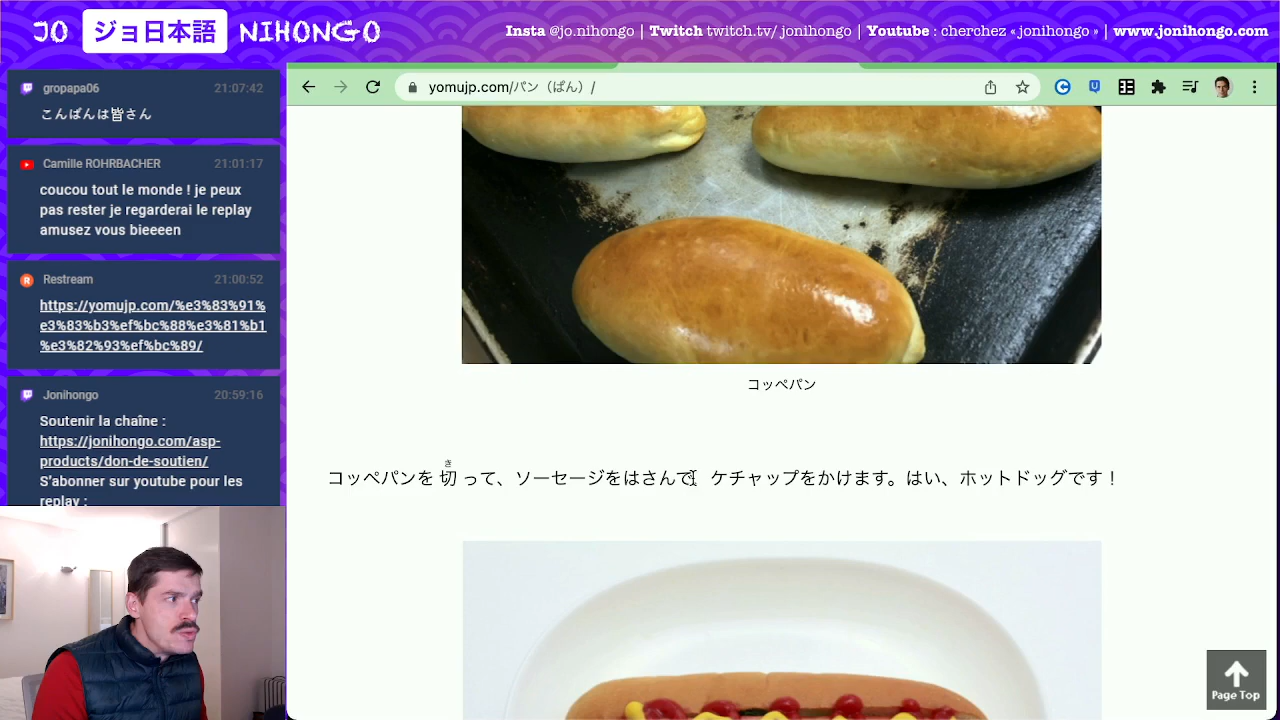 JO ジョ日本語 NIHONGO
Insta @jo.nihongo | Twitch twitch.tv/jonihongo | Youtube : cherchez « jonihongo » | www.jonihongo.com
gropapa06 21:07:42
こんばんは皆さん
Camille ROHRBACHER 21:01:17
coucou tout le monde ! je peux
pas rester je regarderai le replay
amusez vous bieeeen
Restream 21:00:52
https://yomujp.com/%e3%83%91%
e3%83%b3%ef%bc%88%e3%81%b1
%e3%82%93%ef%bc%89/
Jonihongo 20:59:16
Soutenir la chaîne :
https://jonihongo.com/asp-
products/don-de-soutien/
S'abonner sur youtube pour les
replay :
yomujp.com/パン（ぱん）/
コッペパン
き
コッペパンを切って、ソーセージをはさんで、ケチャップをかけます。はい、ホットドッグです！
Page Top